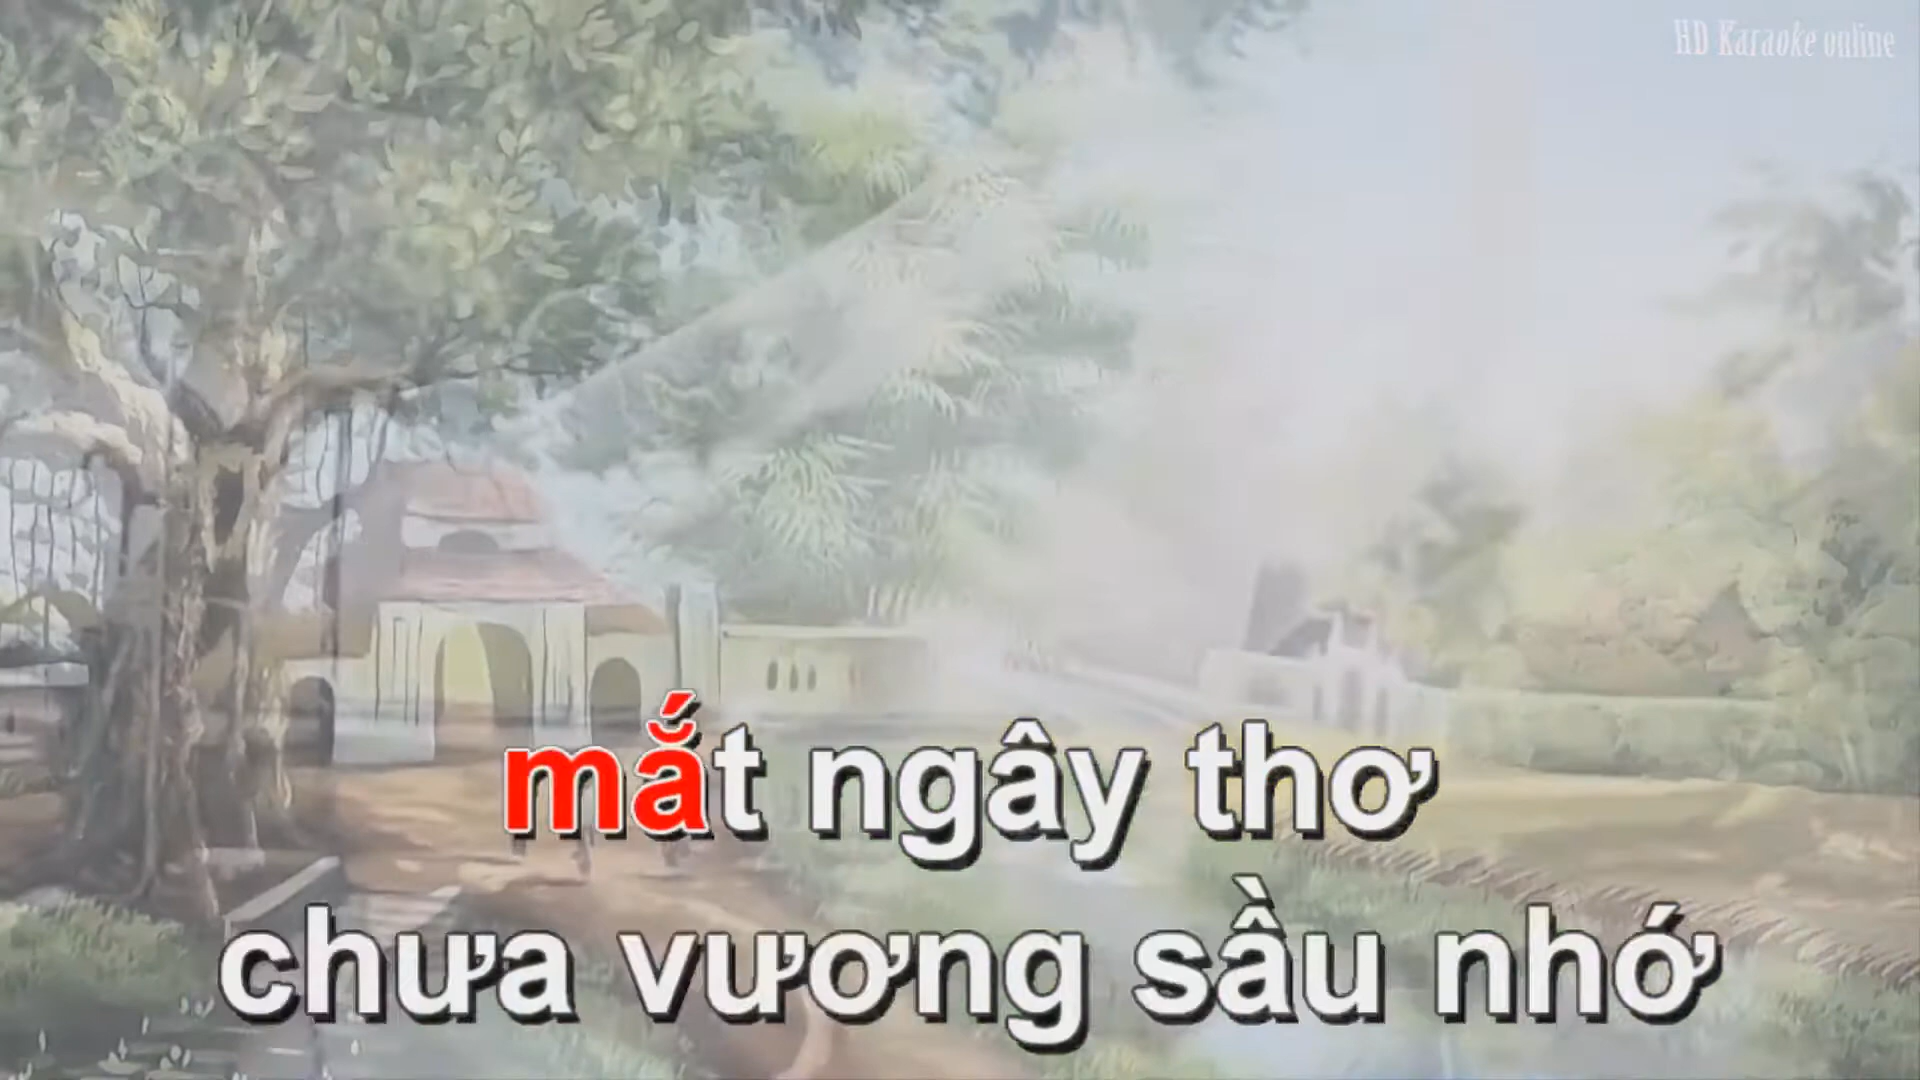 HD Karaoke online
mắt ngây thơ
chưa vương sầu nhớ